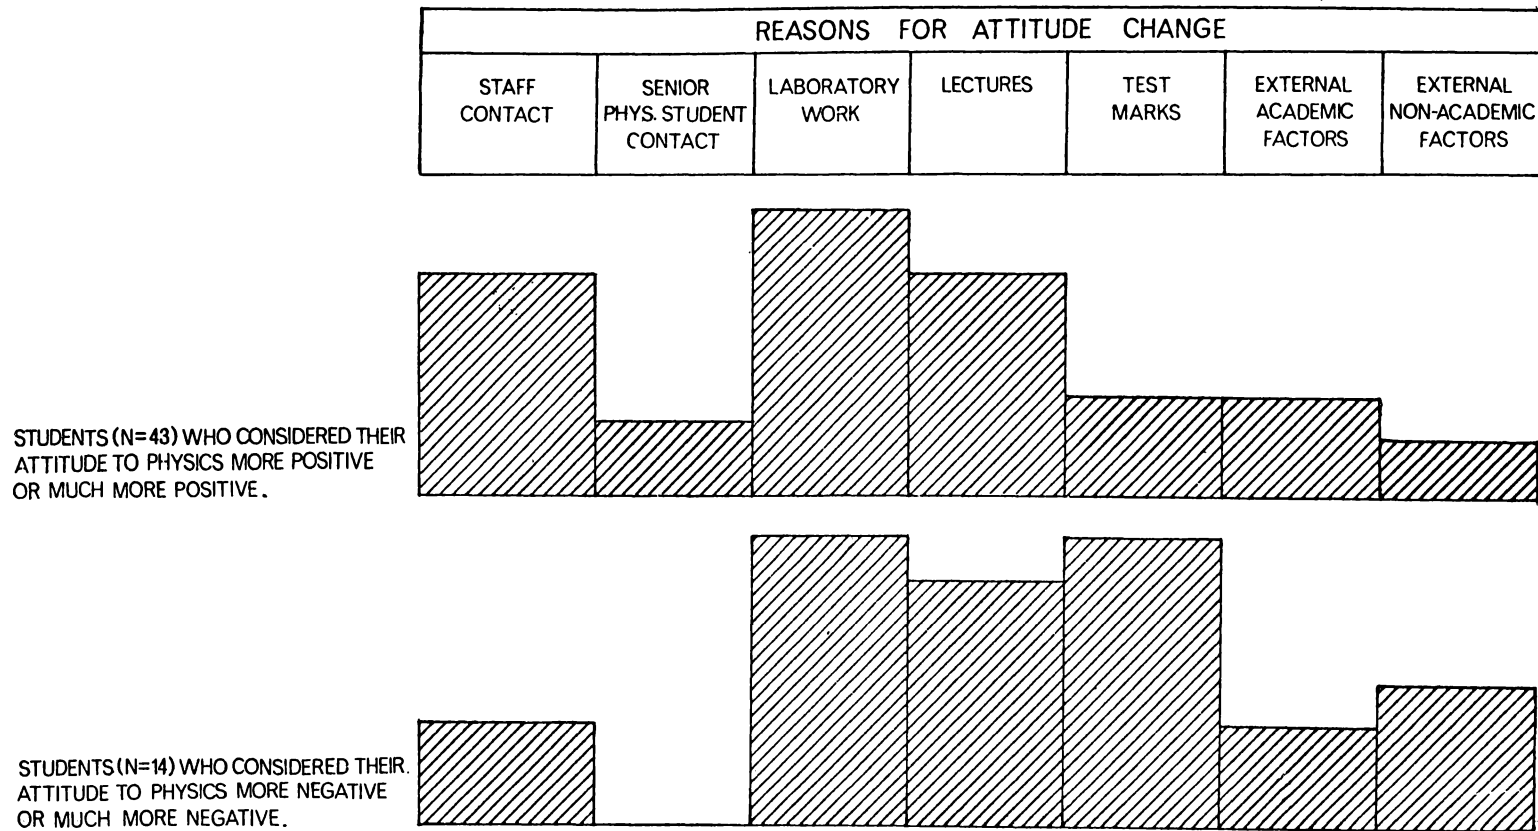 REASONS FOR ATTITUDE CHANGE
STAFF
CONTACT
SENIOR
PHYS. STUDENT
CONTACT
LABORATORY
WORK
LECTURES
TEST
MARKS
EXTERNAL
ACADEMIC
FACTORS
EXTERNAL
NON-ACADEMIC
FACTORS
STUDENTS (N=43) WHO CONSIDERED THEIR
ATTITUDE TO PHYSICS MORE POSITIVE
OR MUCH MORE POSITIVE.
STUDENTS (N=14) WHO CONSIDERED THEIR.
ATTITUDE TO PHYSICS MORE NEGATIVE
OR MUCH MORE NEGATIVE.